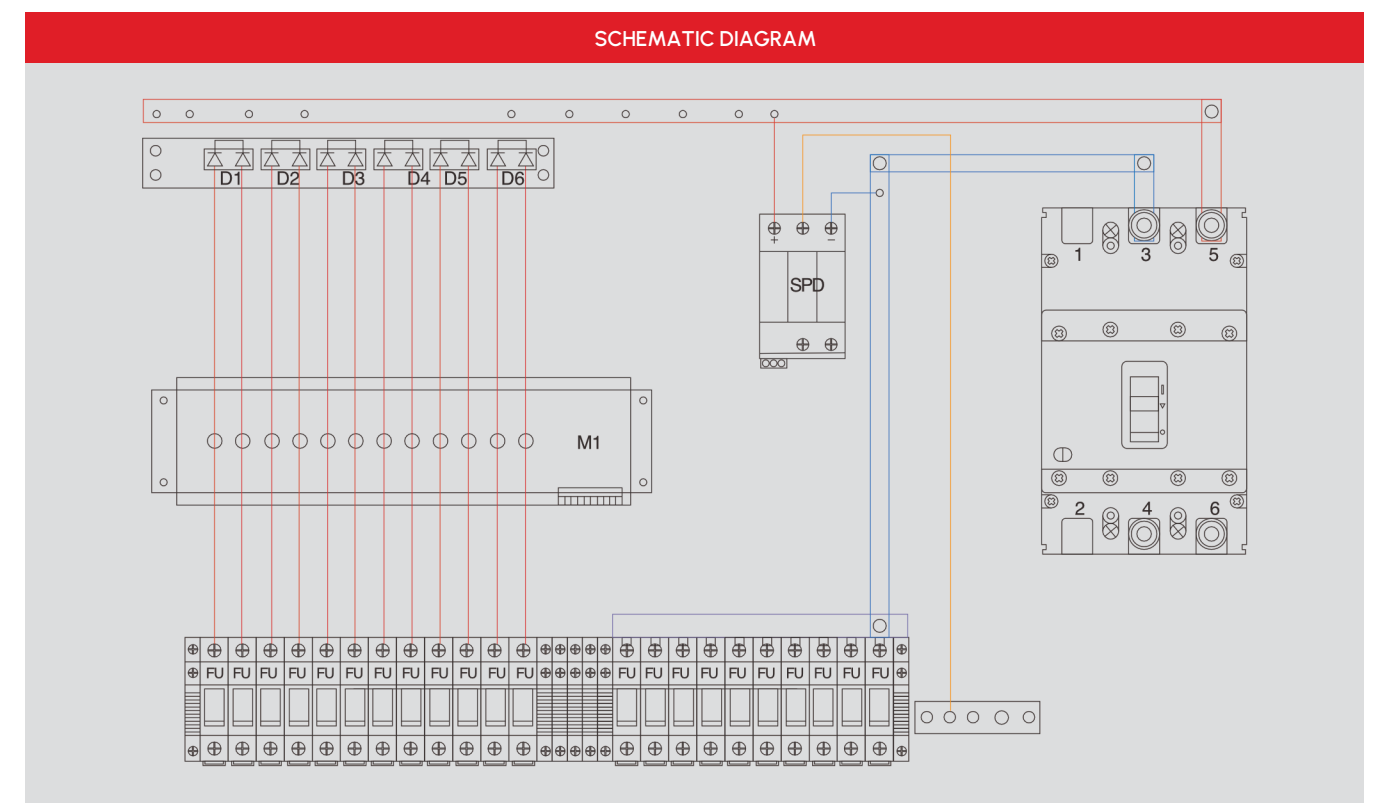 SCHEMATIC DIAGRAM
D1 D2 D3 D4 D5 D6
+ −
SPD
1 3 5
M1
2 4 6
FU FU FU FU FU FU FU FU FU FU FU FU FU FU FU FU FU FU FU FU FU FU